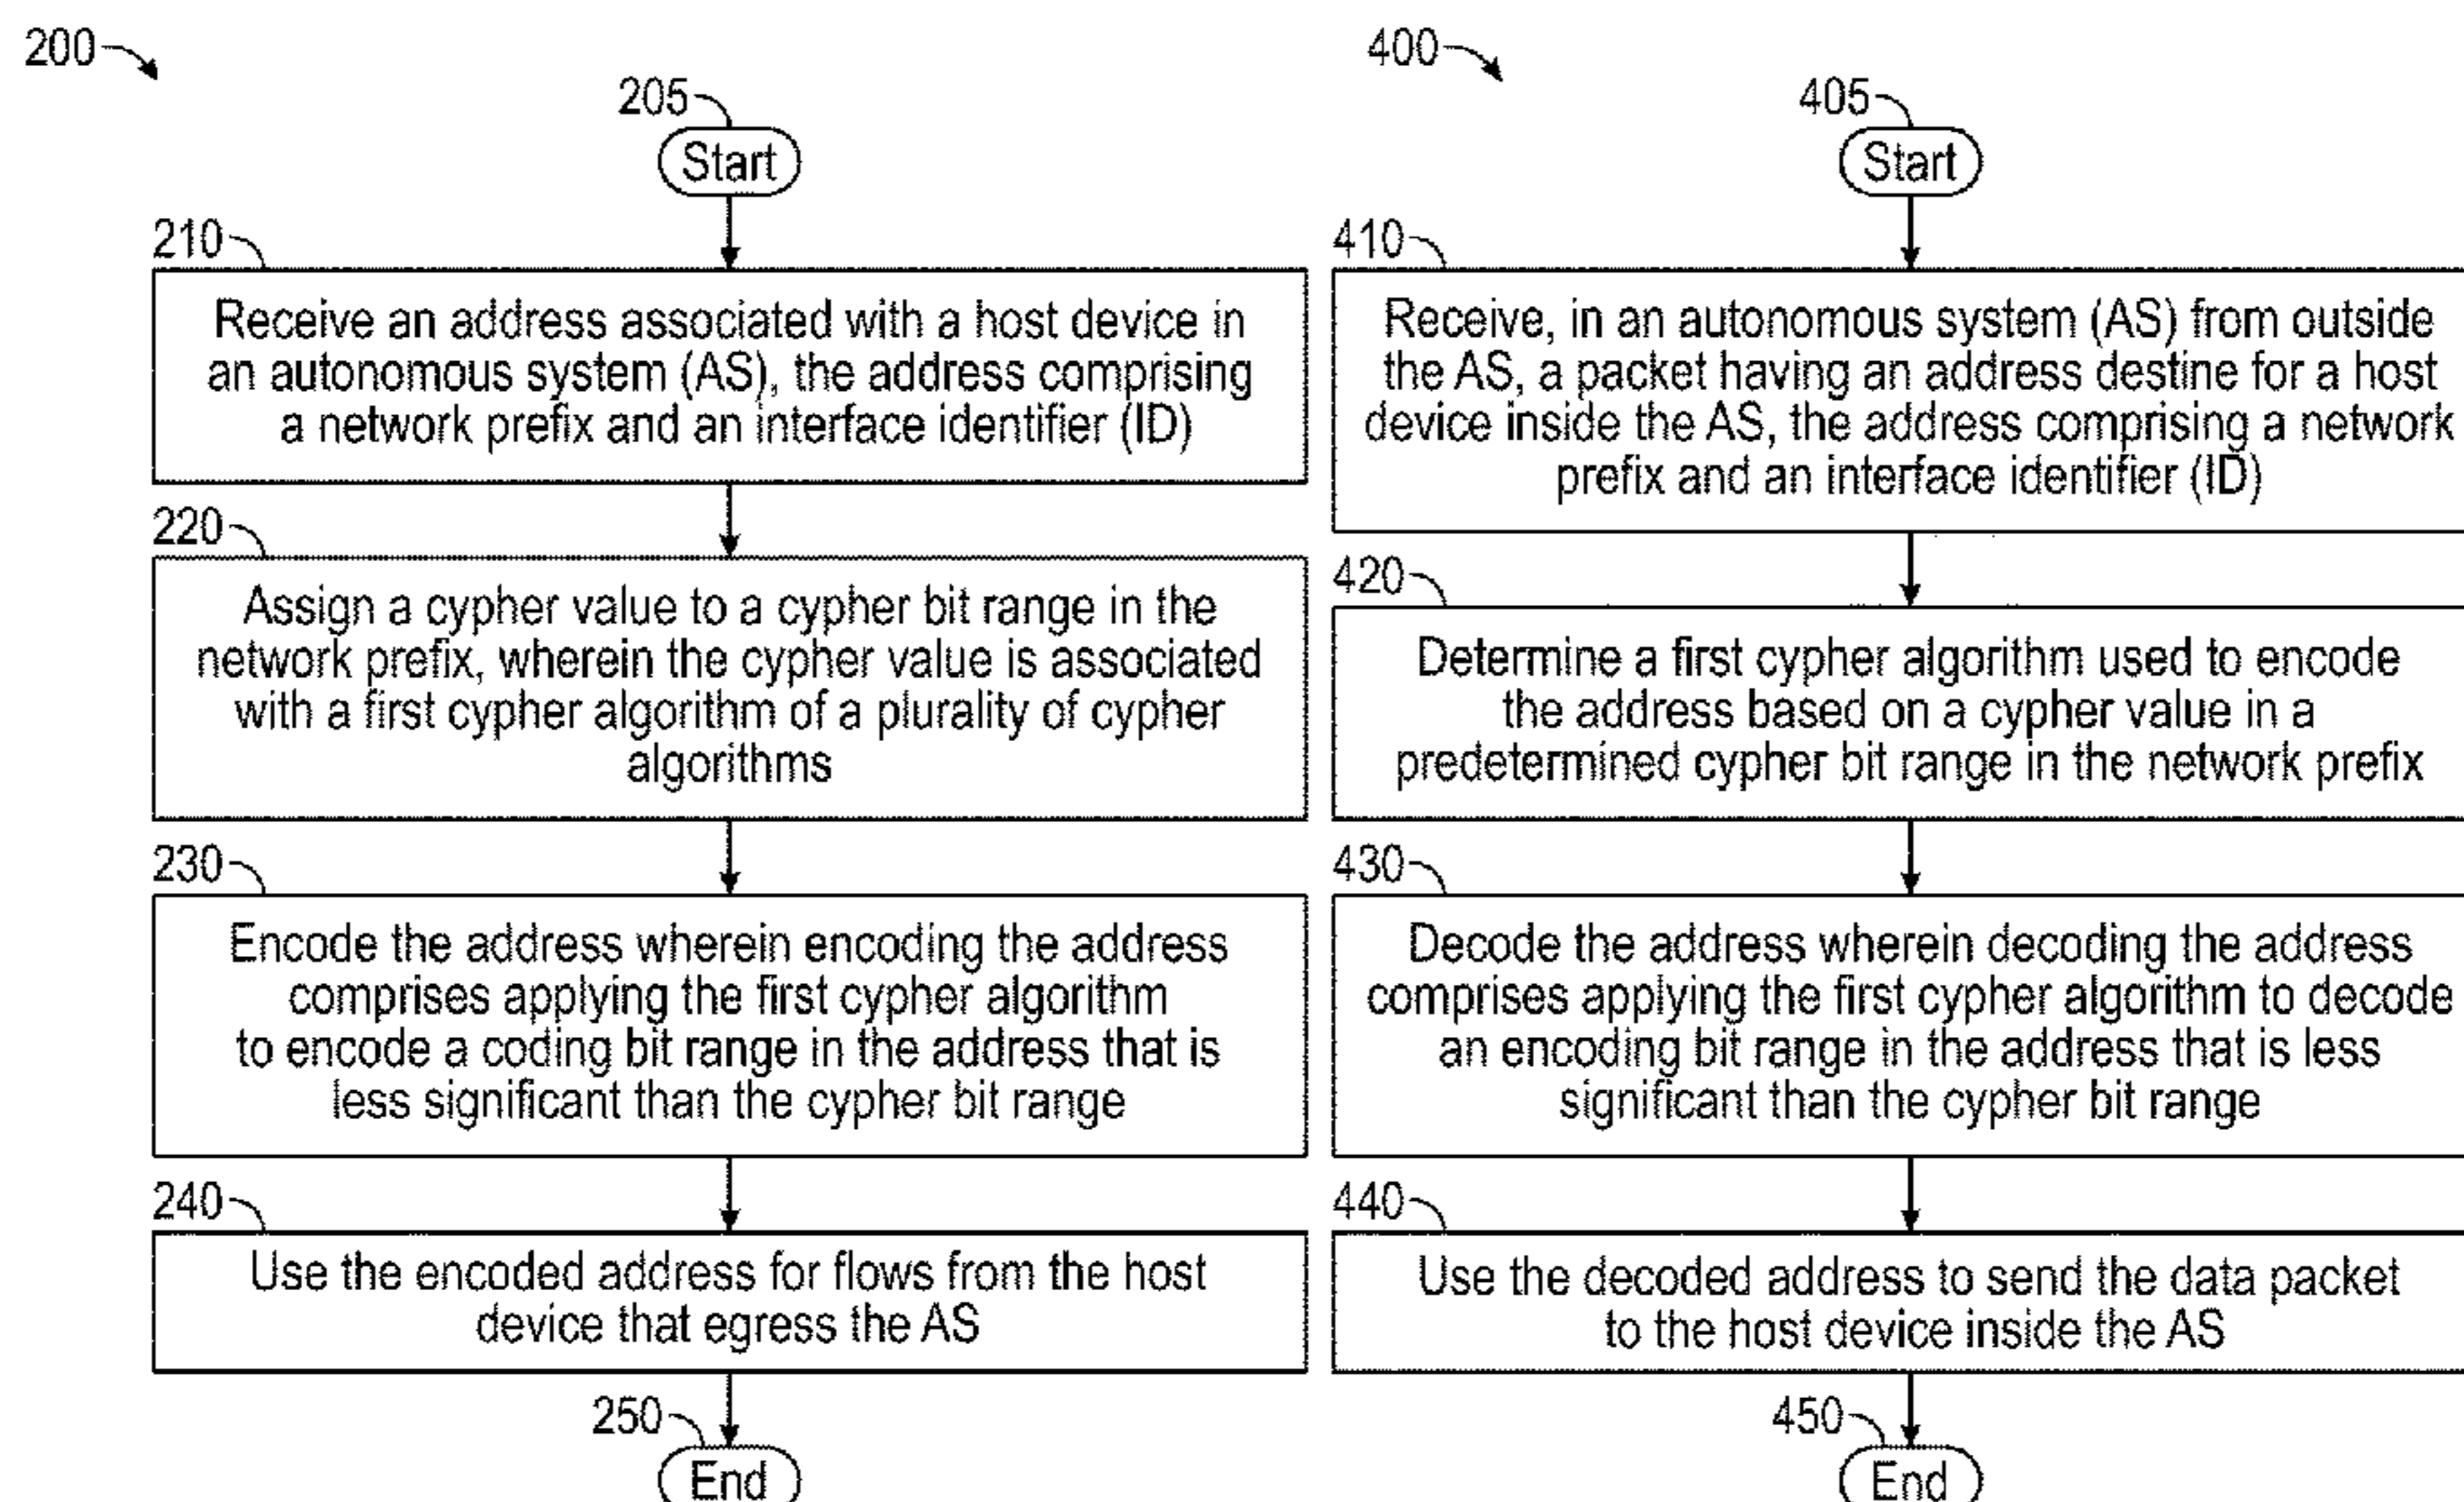 200
205
Start
210
Receive an address associated with a host device in
an autonomous system (AS), the address comprising
a network prefix and an interface identifier (ID)
220
Assign a cypher value to a cypher bit range in the
network prefix, wherein the cypher value is associated
with a first cypher algorithm of a plurality of cypher
algorithms
230
Encode the address wherein encoding the address
comprises applying the first cypher algorithm
to encode a coding bit range in the address that is
less significant than the cypher bit range
240
Use the encoded address for flows from the host
device that egress the AS
250
End
400
405
Start
410
Receive, in an autonomous system (AS) from outside
the AS, a packet having an address destine for a host
device inside the AS, the address comprising a network
prefix and an interface identifier (ID)
420
Determine a first cypher algorithm used to encode
the address based on a cypher value in a
predetermined cypher bit range in the network prefix
430
Decode the address wherein decoding the address
comprises applying the first cypher algorithm to decode
an encoding bit range in the address that is less
significant than the cypher bit range
440
Use the decoded address to send the data packet
to the host device inside the AS
450
End